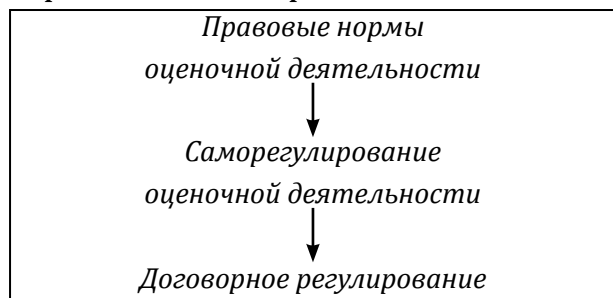 Правовые нормы
оценочной деятельности
Саморегулирование
оценочной деятельности
Договорное регулирование